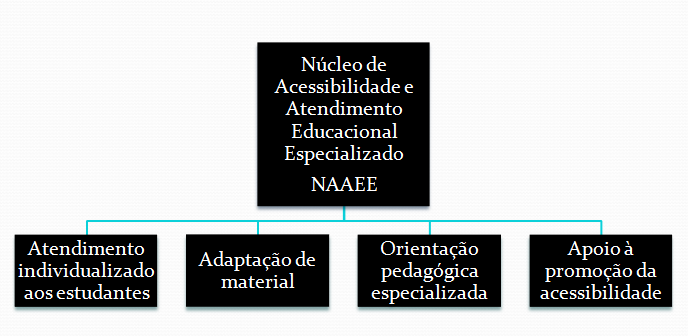 Núcleo de
Acessibilidade e
Atendimento
Educacional
Especializado
NAAEE
Atendimento
individualizado
aos estudantes
Adaptação de
material
Orientação
pedagógica
especializada
Apoio à
promoção da
acessibilidade